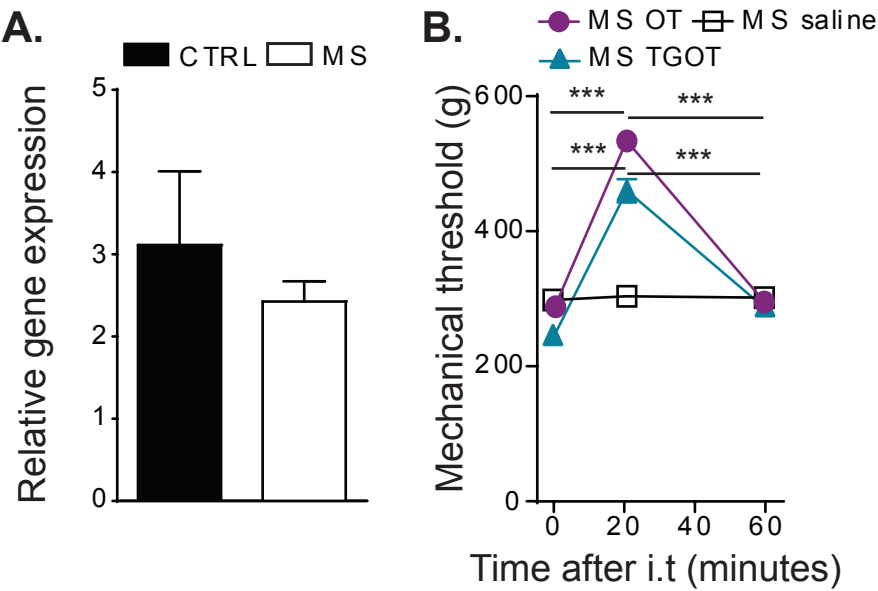 A.
CTRL MS
Relative gene expression
5
4
3
2
1
0
B.
MS OT MS saline
MS TGOT
Mechanical threshold (g)
600
400
200
0
*** ***
*** ***
0 20 40 60
Time after i.t (minutes)